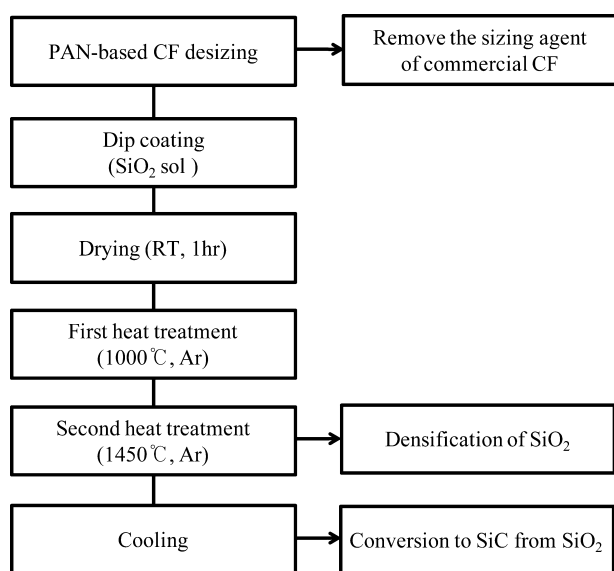 PAN-based CF desizing
Remove the sizing agent
of commercial CF
Dip coating
(SiO₂ sol )
Drying (RT, 1hr)
First heat treatment
(1000℃, Ar)
Second heat treatment
(1450℃, Ar)
Densification of SiO₂
Cooling
Conversion to SiC from SiO₂